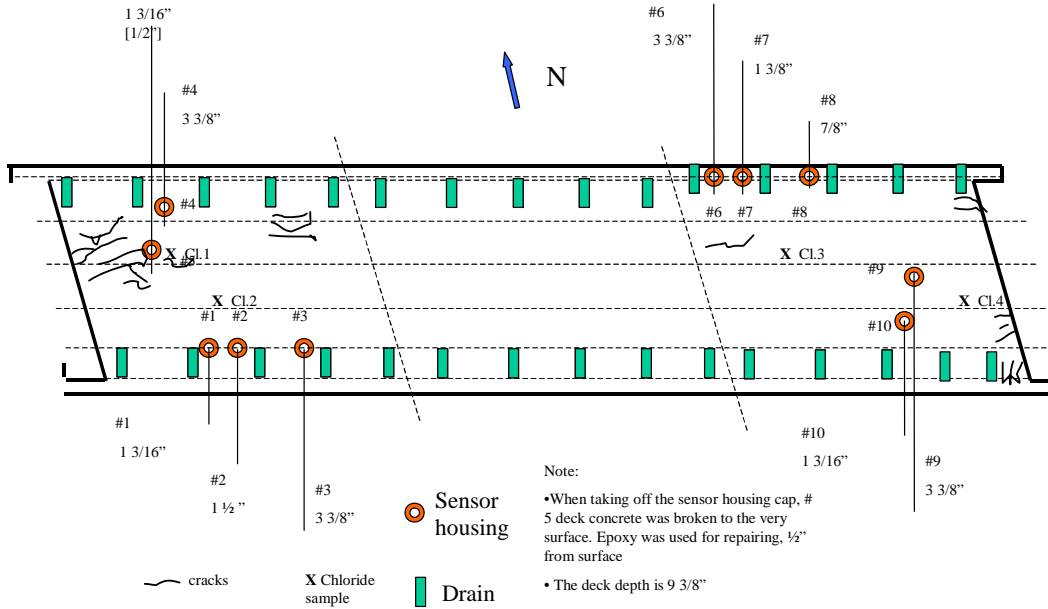 1 3/16”
[1/2”]
#4
3 3/8”
#6
3 3/8”
#7
1 3/8”
#8
7/8”
N
#4
#6 #7 #8
X Cl.1
X Cl.3
#9
X Cl.2
X Cl.4
#1 #2 #3
#10
#1
1 3/16”
#2
1 ½ ”
#3
3 3/8”
#10
1 3/16”
#9
3 3/8”
Sensor
housing
cracks
X Chloride
sample
Drain
Note:
•When taking off the sensor housing cap, #
5 deck concrete was broken to the very
surface. Epoxy was used for repairing, ½”
from surface
• The deck depth is 9 3/8”